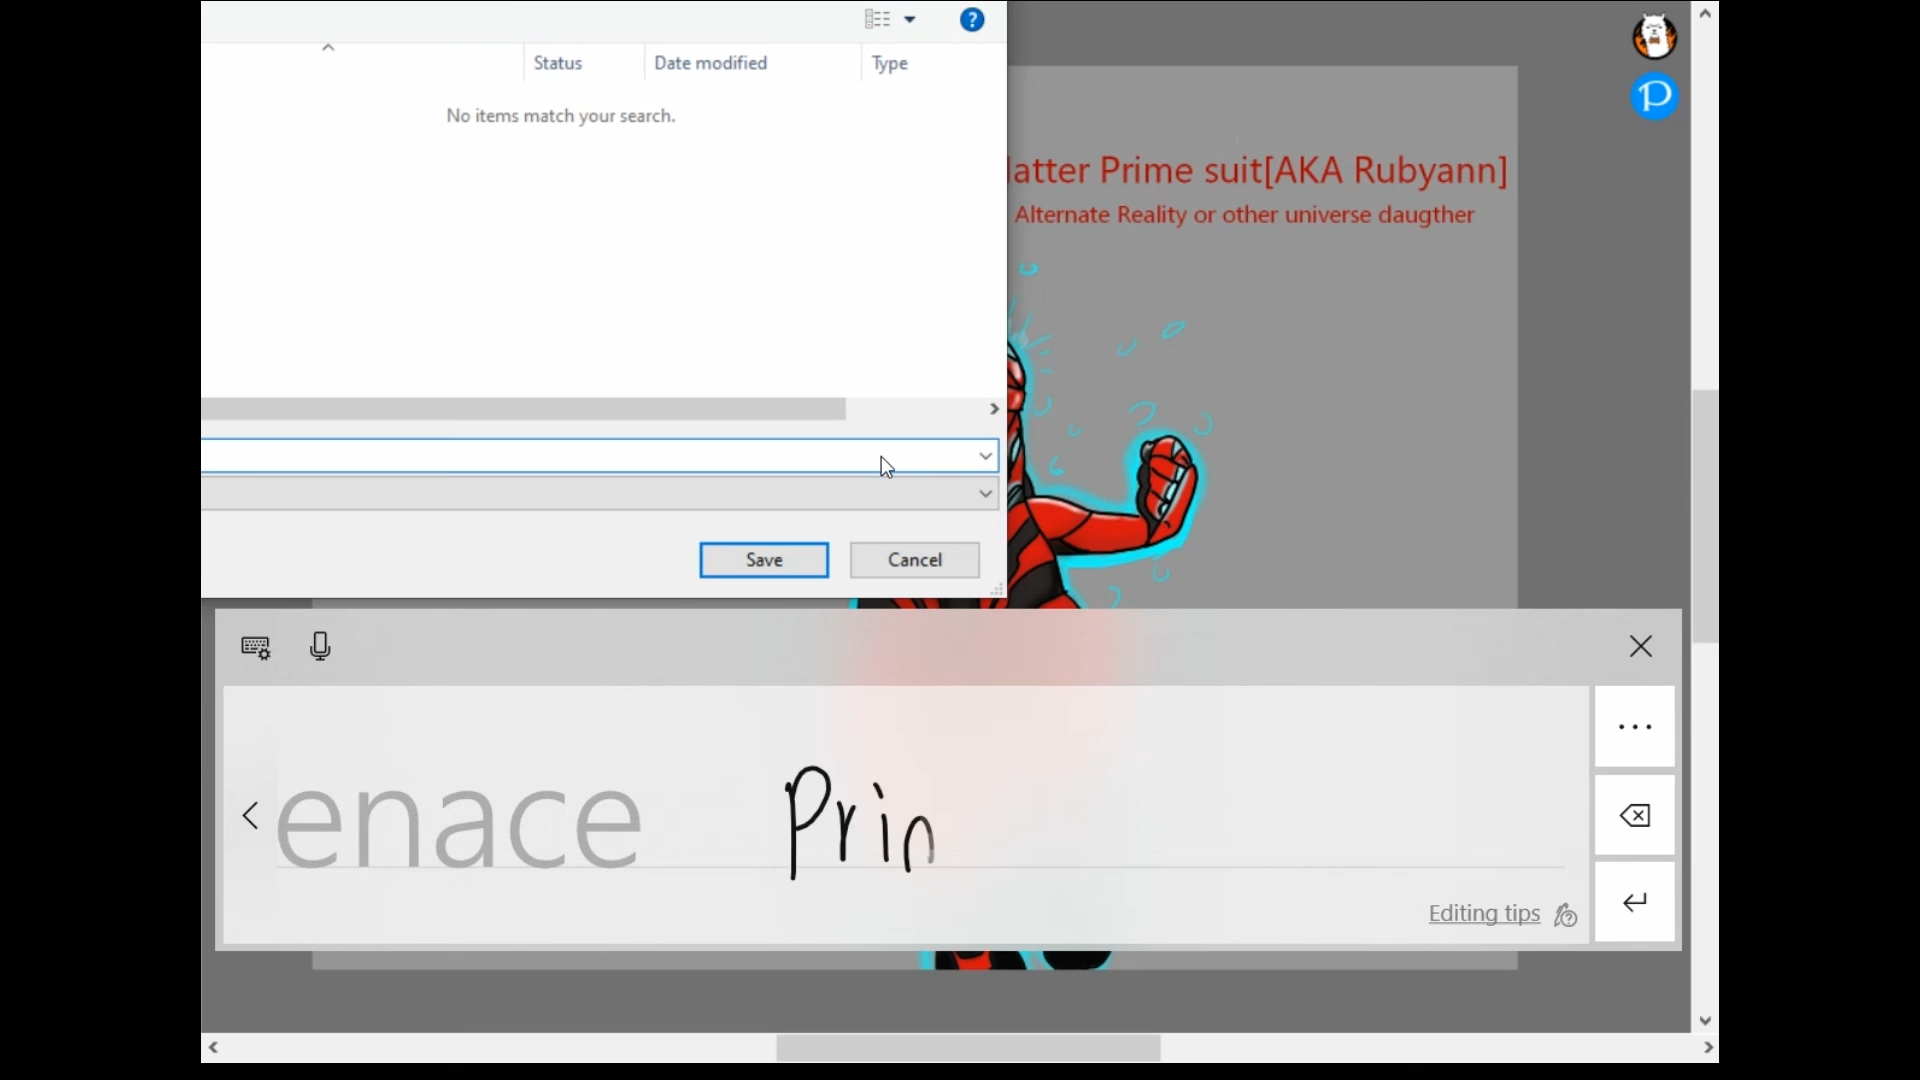 Status Date modified Type
No items match your search.
latter Prime suit[AKA Rubyann]
Alternate Reality or other universe daugther
Save Cancel
enace Prin
Editing tips